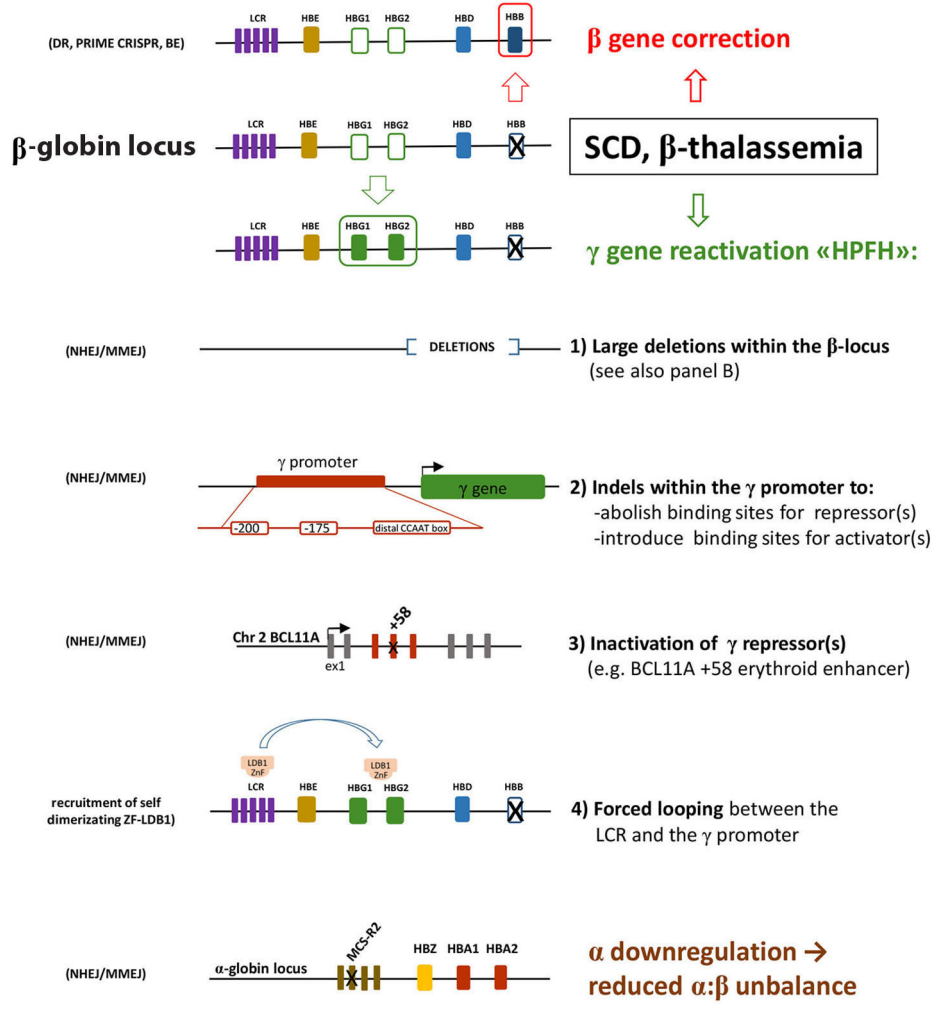 LCR HBE HBG1 HBG2 HBD HBB
(DR, PRIME CRISPR, BE)
β gene correction
β-globin locus
LCR HBE HBG1 HBG2 HBD HBB
X
SCD, β-thalassemia
LCR HBE HBG1 HBG2 HBD HBB
X
γ gene reactivation «HPFH»:
(NHEJ/MMEJ)
DELETIONS
1) Large deletions within the β-locus
(see also panel B)
(NHEJ/MMEJ)
γ promoter
γ gene
-200 -175 distal CCAAT box
2) Indels within the γ promoter to:
-abolish binding sites for repressor(s)
-introduce binding sites for activator(s)
(NHEJ/MMEJ)
Chr 2 BCL11A
+58
X
ex1
3) Inactivation of γ repressor(s)
(e.g. BCL11A +58 erythroid enhancer)
LDB1
ZnF
LDB1
ZnF
LCR HBE HBG1 HBG2 HBD HBB
X
recruitment of self
dimerizating ZF-LDB1)
4) Forced looping between the
LCR and the γ promoter
(NHEJ/MMEJ)
α-globin locus
MCS-R2
X
HBZ HBA1 HBA2
α downregulation →
reduced α:β unbalance